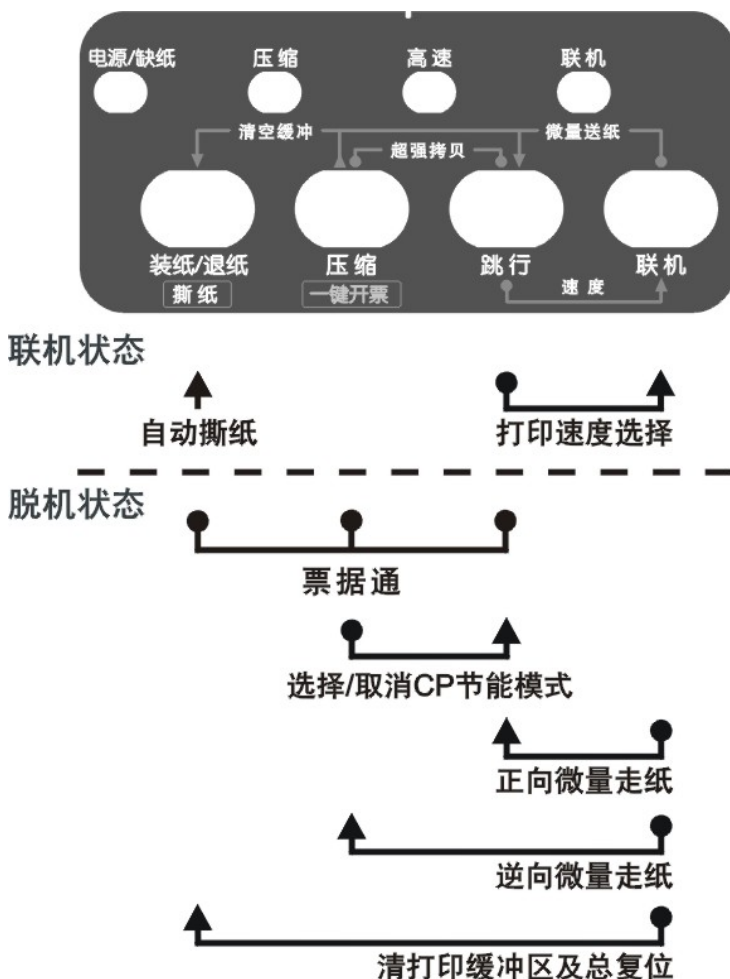 电源/缺纸 压缩 高速 联机
清空缓冲 微量送纸
超强拷贝
装纸/退纸 压缩 跳行 联机
撕纸 一键开票 速度
联机状态
自动撕纸 打印速度选择
脱机状态
票据通
选择/取消CP节能模式
正向微量走纸
逆向微量走纸
清打印缓冲区及总复位